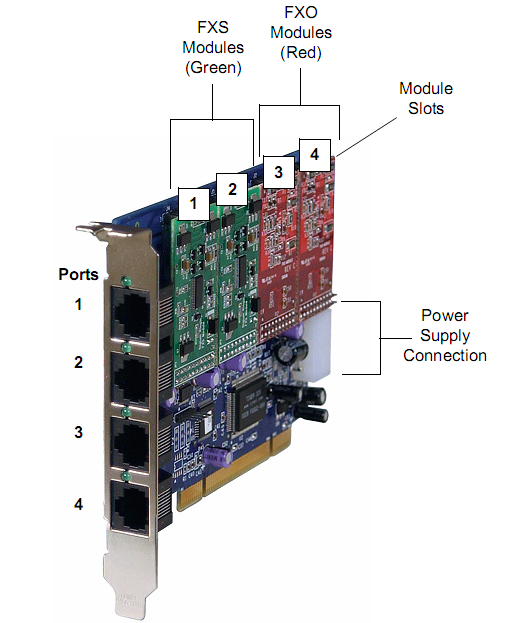 FXS
Modules
(Green)
FXO
Modules
(Red)
Module
Slots
1
2
3
4
Ports
1
2
3
4
Power
Supply
Connection